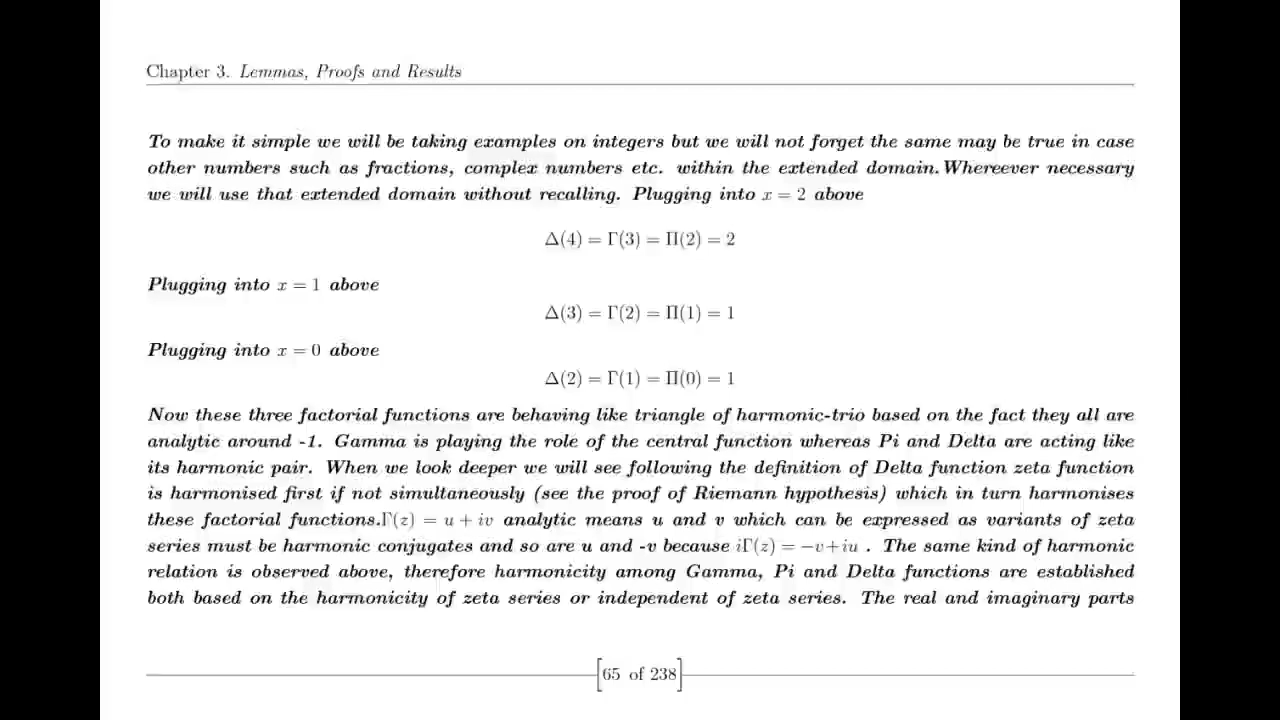 Chapter 3. Lemmas, Proofs and Results
To make it simple we will be taking examples on integers but we will not forget the same may be true in case
other numbers such as fractions, complex numbers etc. within the extended domain.Whereever necessary
we will use that extended domain without recalling. Plugging into x = 2 above
Δ(4) = Γ(3) = Π(2) = 2
Plugging into x = 1 above
Δ(3) = Γ(2) = Π(1) = 1
Plugging into x = 0 above
Δ(2) = Γ(1) = Π(0) = 1
Now these three factorial functions are behaving like triangle of harmonic-trio based on the fact they all are
analytic around -1. Gamma is playing the role of the central function whereas Pi and Delta are acting like
its harmonic pair. When we look deeper we will see following the definition of Delta function zeta function
is harmonised first if not simultaneously (see the proof of Riemann hypothesis) which in turn harmonises
these factorial functions.Γ(z) = u + iv analytic means u and v which can be expressed as variants of zeta
series must be harmonic conjugates and so are u and -v because iΓ(z) = −v+iu . The same kind of harmonic
relation is observed above, therefore harmonicity among Gamma, Pi and Delta functions are established
both based on the harmonicity of zeta series or independent of zeta series. The real and imaginary parts
65 of 238